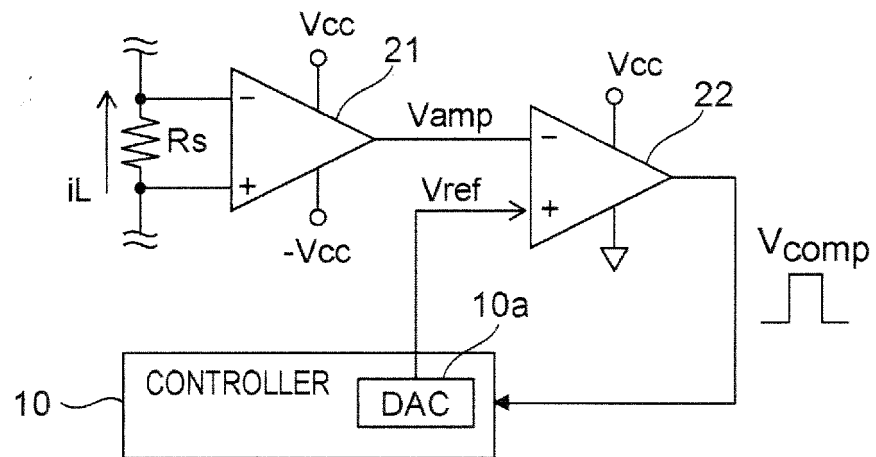 Vcc
21
Vcc
22
−
Vamp
−
Rs
iL
+
Vref
+
-Vcc
Vcomp
10a
CONTROLLER
10
DAC